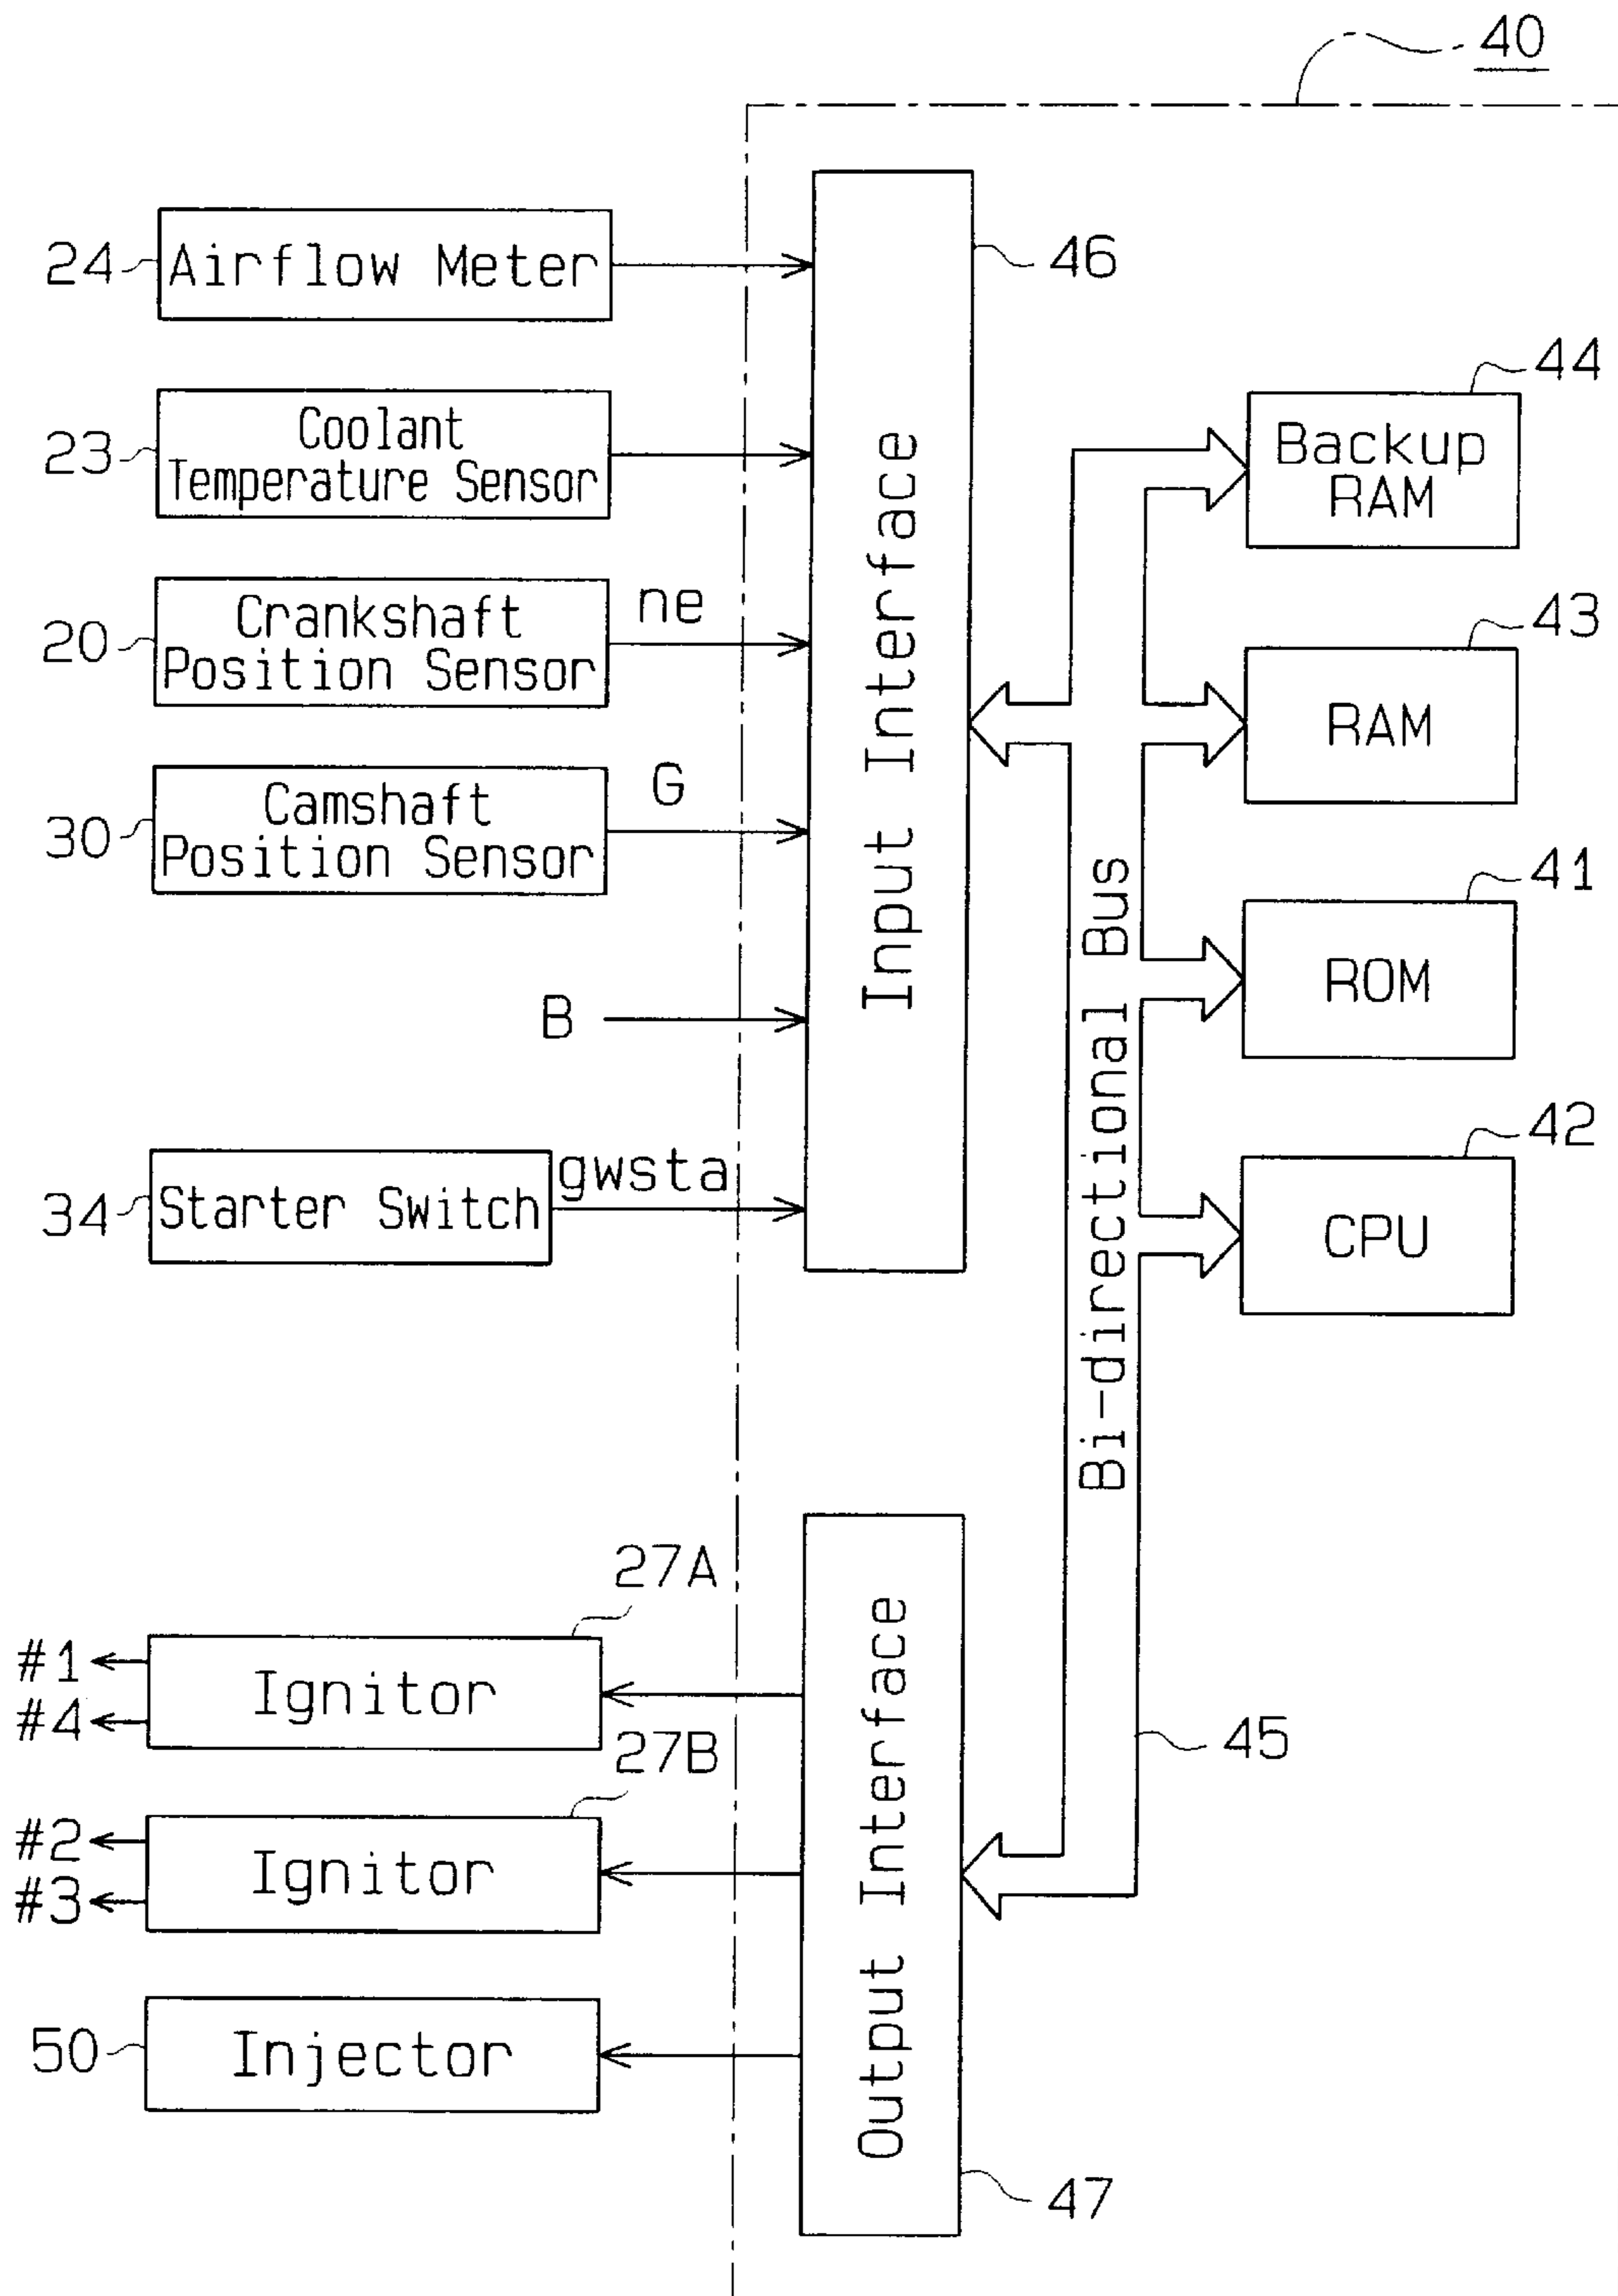 40
24
Airflow Meter
46
44
Backup
RAM
23
Coolant
Temperature Sensor
Input Interface
20
Crankshaft
Position Sensor
ne
43
RAM
30
Camshaft
Position Sensor
G
41
ROM
B
Bi-directional Bus
42
CPU
34
Starter Switch
gwsta
27A
#1
#4
Ignitor
45
27B
#2
#3
Ignitor
Output Interface
50
Injector
47